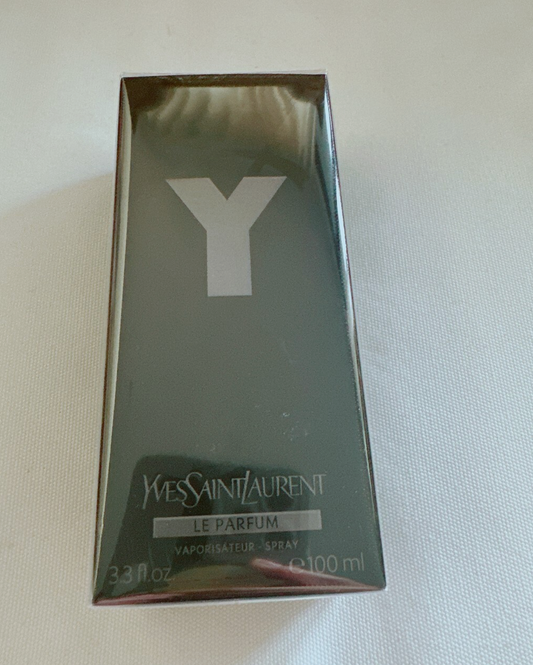 Y
YVESSAINTLAURENT
LE PARFUM
VAPORISATEUR - SPRAY
3.3 fl.oz. ℮100 ml